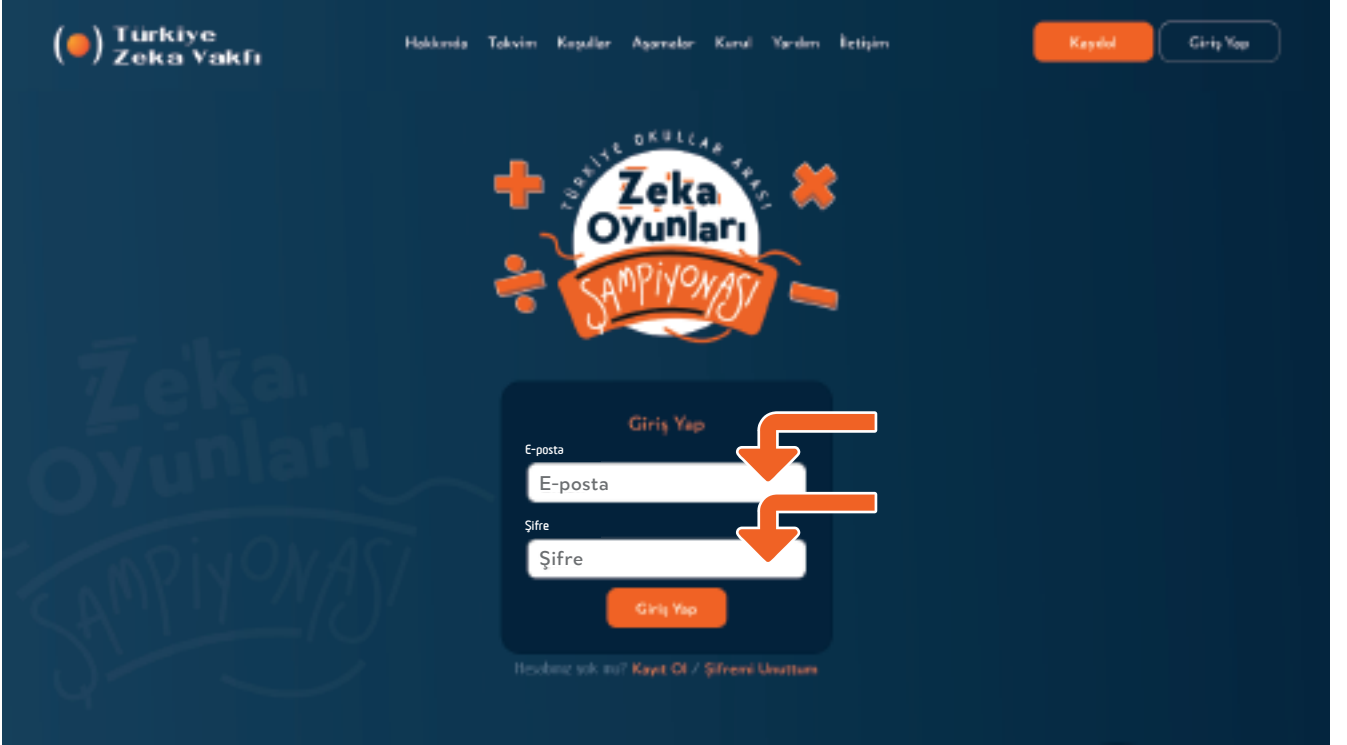 Türkiye
Zeka Vakfı
Hakkında Takvim Koşullar Aşamalar Kurul Yardım İletişim
Kaydol
Giriş Yap
TÜRKİYE OKULLAR ARASI
Zeka
Oyunları
ŞAMPİYONASI
Zeka
Oyunları
ŞAMPİYONASI
Giriş Yap
E-posta
E-posta
Şifre
Şifre
Giriş Yap
Hesabınız yok mu? Kayıt Ol / Şifremi Unuttum